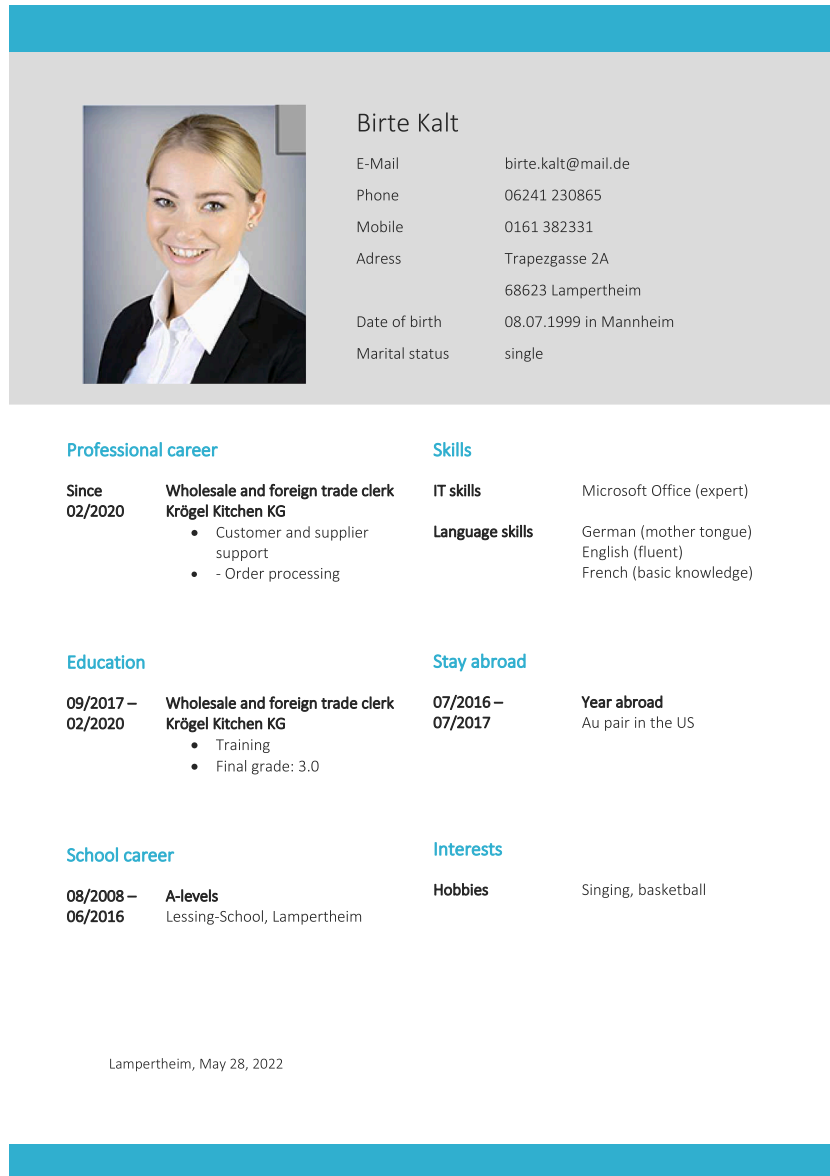 Birte Kalt
E-Mail birte.kalt@mail.de
Phone 06241 230865
Mobile 0161 382331
Adress Trapezgasse 2A
68623 Lampertheim
Date of birth 08.07.1999 in Mannheim
Marital status single
Professional career
Since Wholesale and foreign trade clerk
02/2020 Krögel Kitchen KG
• Customer and supplier
support
• - Order processing
Skills
IT skills Microsoft Office (expert)
Language skills German (mother tongue)
English (fluent)
French (basic knowledge)
Education
09/2017 – Wholesale and foreign trade clerk
02/2020 Krögel Kitchen KG
• Training
• Final grade: 3.0
Stay abroad
07/2016 – Year abroad
07/2017 Au pair in the US
School career
08/2008 – A-levels
06/2016 Lessing-School, Lampertheim
Interests
Hobbies Singing, basketball
Lampertheim, May 28, 2022